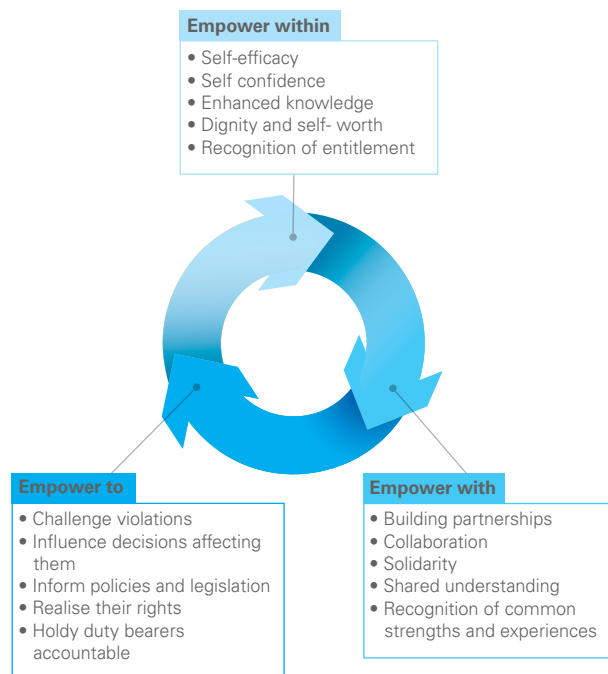 Empower within
• Self-efficacy
• Self confidence
• Enhanced knowledge
• Dignity and self- worth
• Recognition of entitlement
Empower to
• Challenge violations
• Influence decisions affecting
them
• Inform policies and legislation
• Realise their rights
• Holdy duty bearers
accountable
Empower with
• Building partnerships
• Collaboration
• Solidarity
• Shared understanding
• Recognition of common
strengths and experiences